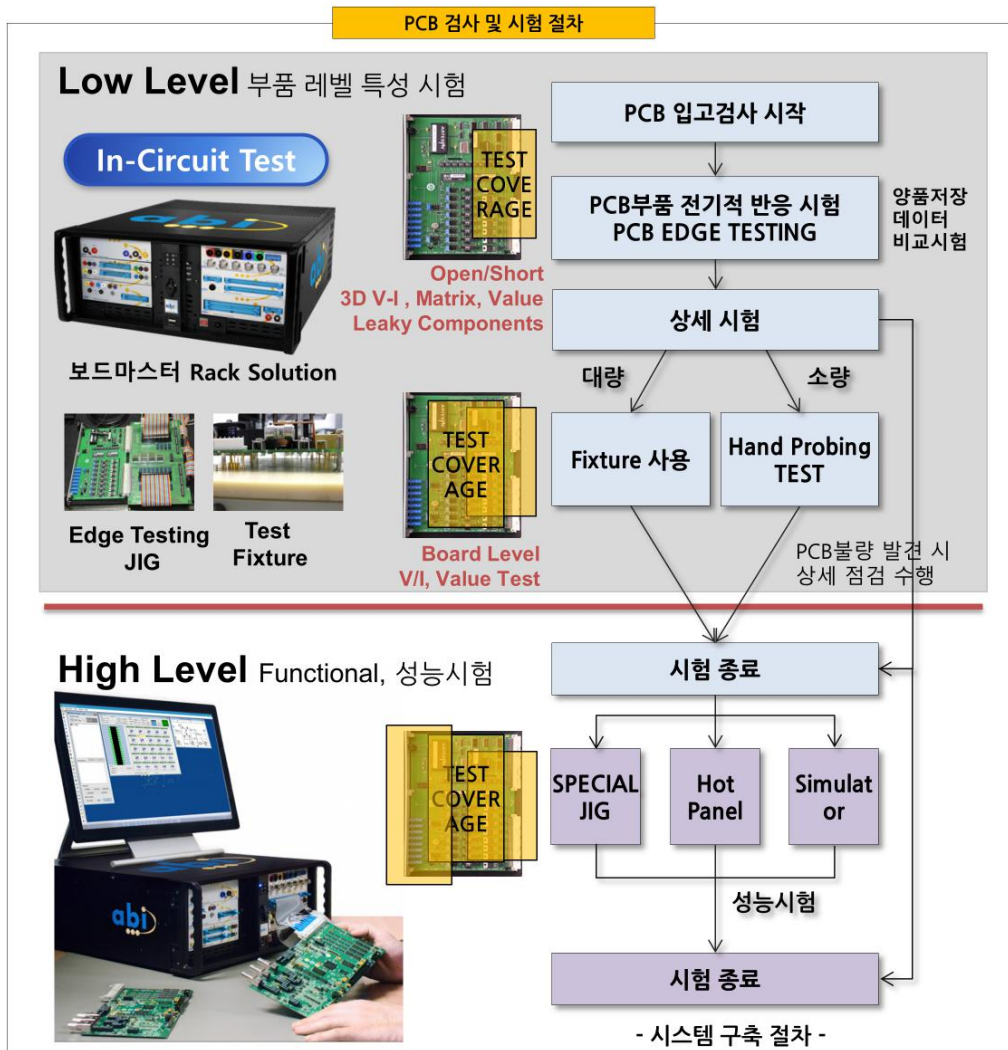 PCB 검사 및 시험 절차
Low Level 부품 레벨 특성 시험
In-Circuit Test
abi
보드마스터 Rack Solution
Edge Testing
JIG
Test
Fixture
TEST
COVE
RAGE
Open/Short
3D V-I , Matrix, Value
Leaky Components
TEST
COVER
AGE
Board Level
V/I, Value Test
PCB 입고검사 시작
PCB부품 전기적 반응 시험
PCB EDGE TESTING
양품저장
데이터
비교시험
상세 시험
대량
소량
Fixture 사용
Hand Probing
TEST
PCB불량 발견 시
상세 점검 수행
High Level Functional, 성능시험
abi
TEST
COVER
AGE
시험 종료
SPECIAL
JIG
Hot
Panel
Simulat
or
성능시험
시험 종료
- 시스템 구축 절차 -